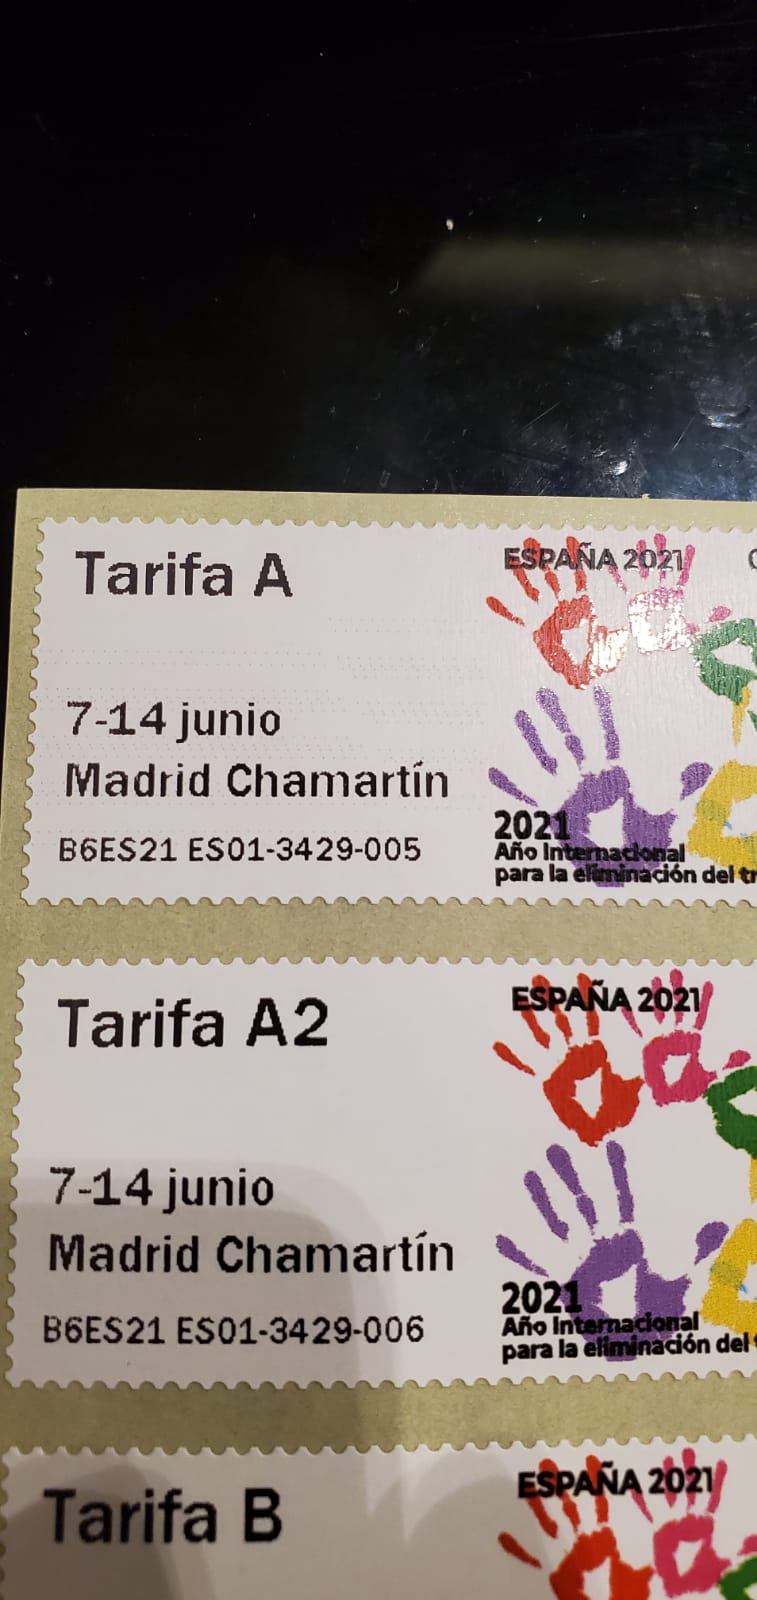 Tarifa A
ESPAÑA 2021
7-14 junio
Madrid Chamartín
B6ES21 ES01-3429-005
2021
Año Internacional
para la eliminación del
Tarifa A2
ESPAÑA 2021
7-14 junio
Madrid Chamartín
B6ES21 ES01-3429-006
2021
Año Internacional
para la eliminación del
Tarifa B
ESPAÑA 2021